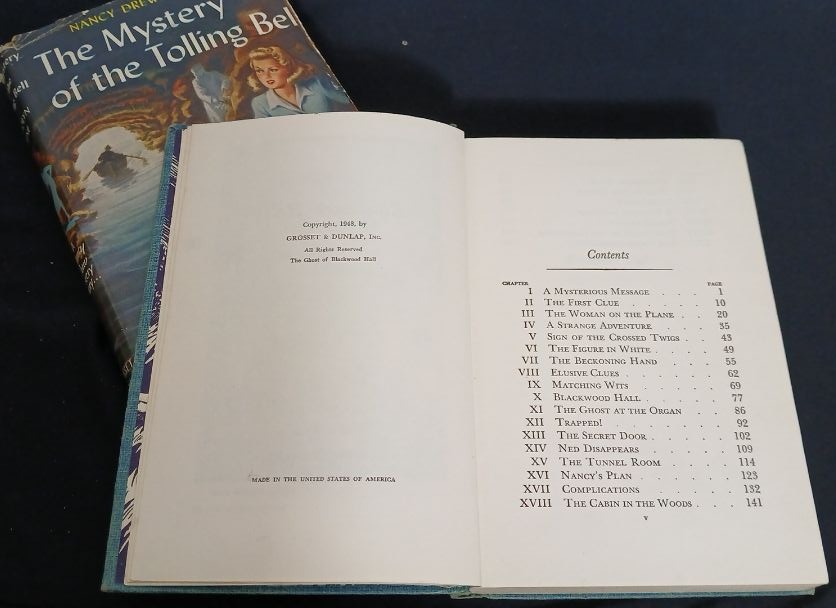 NANCY DREW
The Mystery
of the Tolling Bel
Bell
Copyright, 1948, by
GROSSET & DUNLAP, Inc.
All Rights Reserved
The Ghost of Blackwood Hall
MADE IN THE UNITED STATES OF AMERICA
Contents
CHAPTER PAGE
I A Mysterious Message . . . 1
II The First Clue . . . . . 10
III The Woman on the Plane . . 20
IV A Strange Adventure . . . 35
V Sign of the Crossed Twigs . . 43
VI The Figure in White . . . . 49
VII The Beckoning Hand . . . 55
VIII Elusive Clues . . . . . . 62
IX Matching Wits . . . . . 69
X Blackwood Hall . . . . . 77
XI The Ghost at the Organ . . 86
XII Trapped! . . . . . . . 92
XIII The Secret Door . . . . . 102
XIV Ned Disappears . . . . . 109
XV The Tunnel Room . . . . 114
XVI Nancy's Plan . . . . . . 123
XVII Complications . . . . . 132
XVIII The Cabin in the Woods . . . 141
v